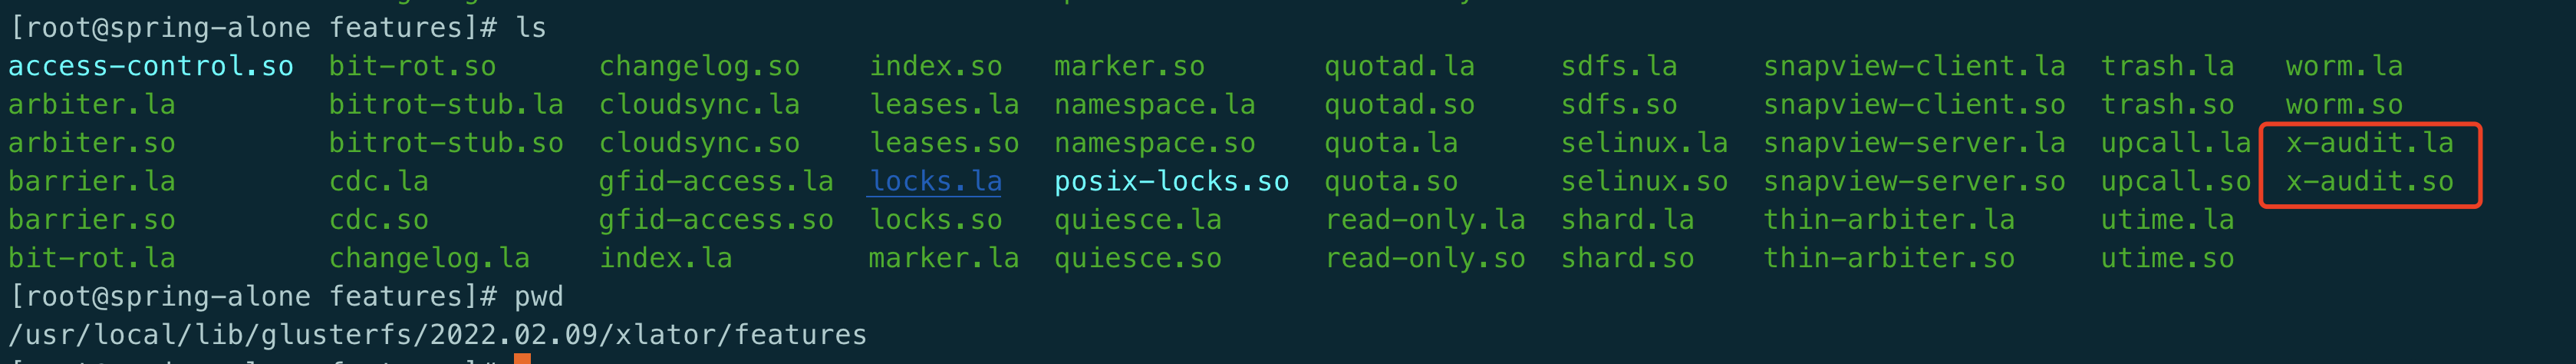 [root@spring-alone features]# ls
access-control.so bit-rot.so changelog.so index.so marker.so quotad.la sdfs.la snapview-client.la trash.la worm.la
arbiter.la bitrot-stub.la cloudsync.la leases.la namespace.la quotad.so sdfs.so snapview-client.so trash.so worm.so
arbiter.so bitrot-stub.so cloudsync.so leases.so namespace.so quota.la selinux.la snapview-server.la upcall.la x-audit.la
barrier.la cdc.la gfid-access.la locks.la posix-locks.so quota.so selinux.so snapview-server.so upcall.so x-audit.so
barrier.so cdc.so gfid-access.so locks.so quiesce.la read-only.la shard.la thin-arbiter.la utime.la
bit-rot.la changelog.la index.la marker.la quiesce.so read-only.so shard.so thin-arbiter.so utime.so
[root@spring-alone features]# pwd
/usr/local/lib/glusterfs/2022.02.09/xlator/features